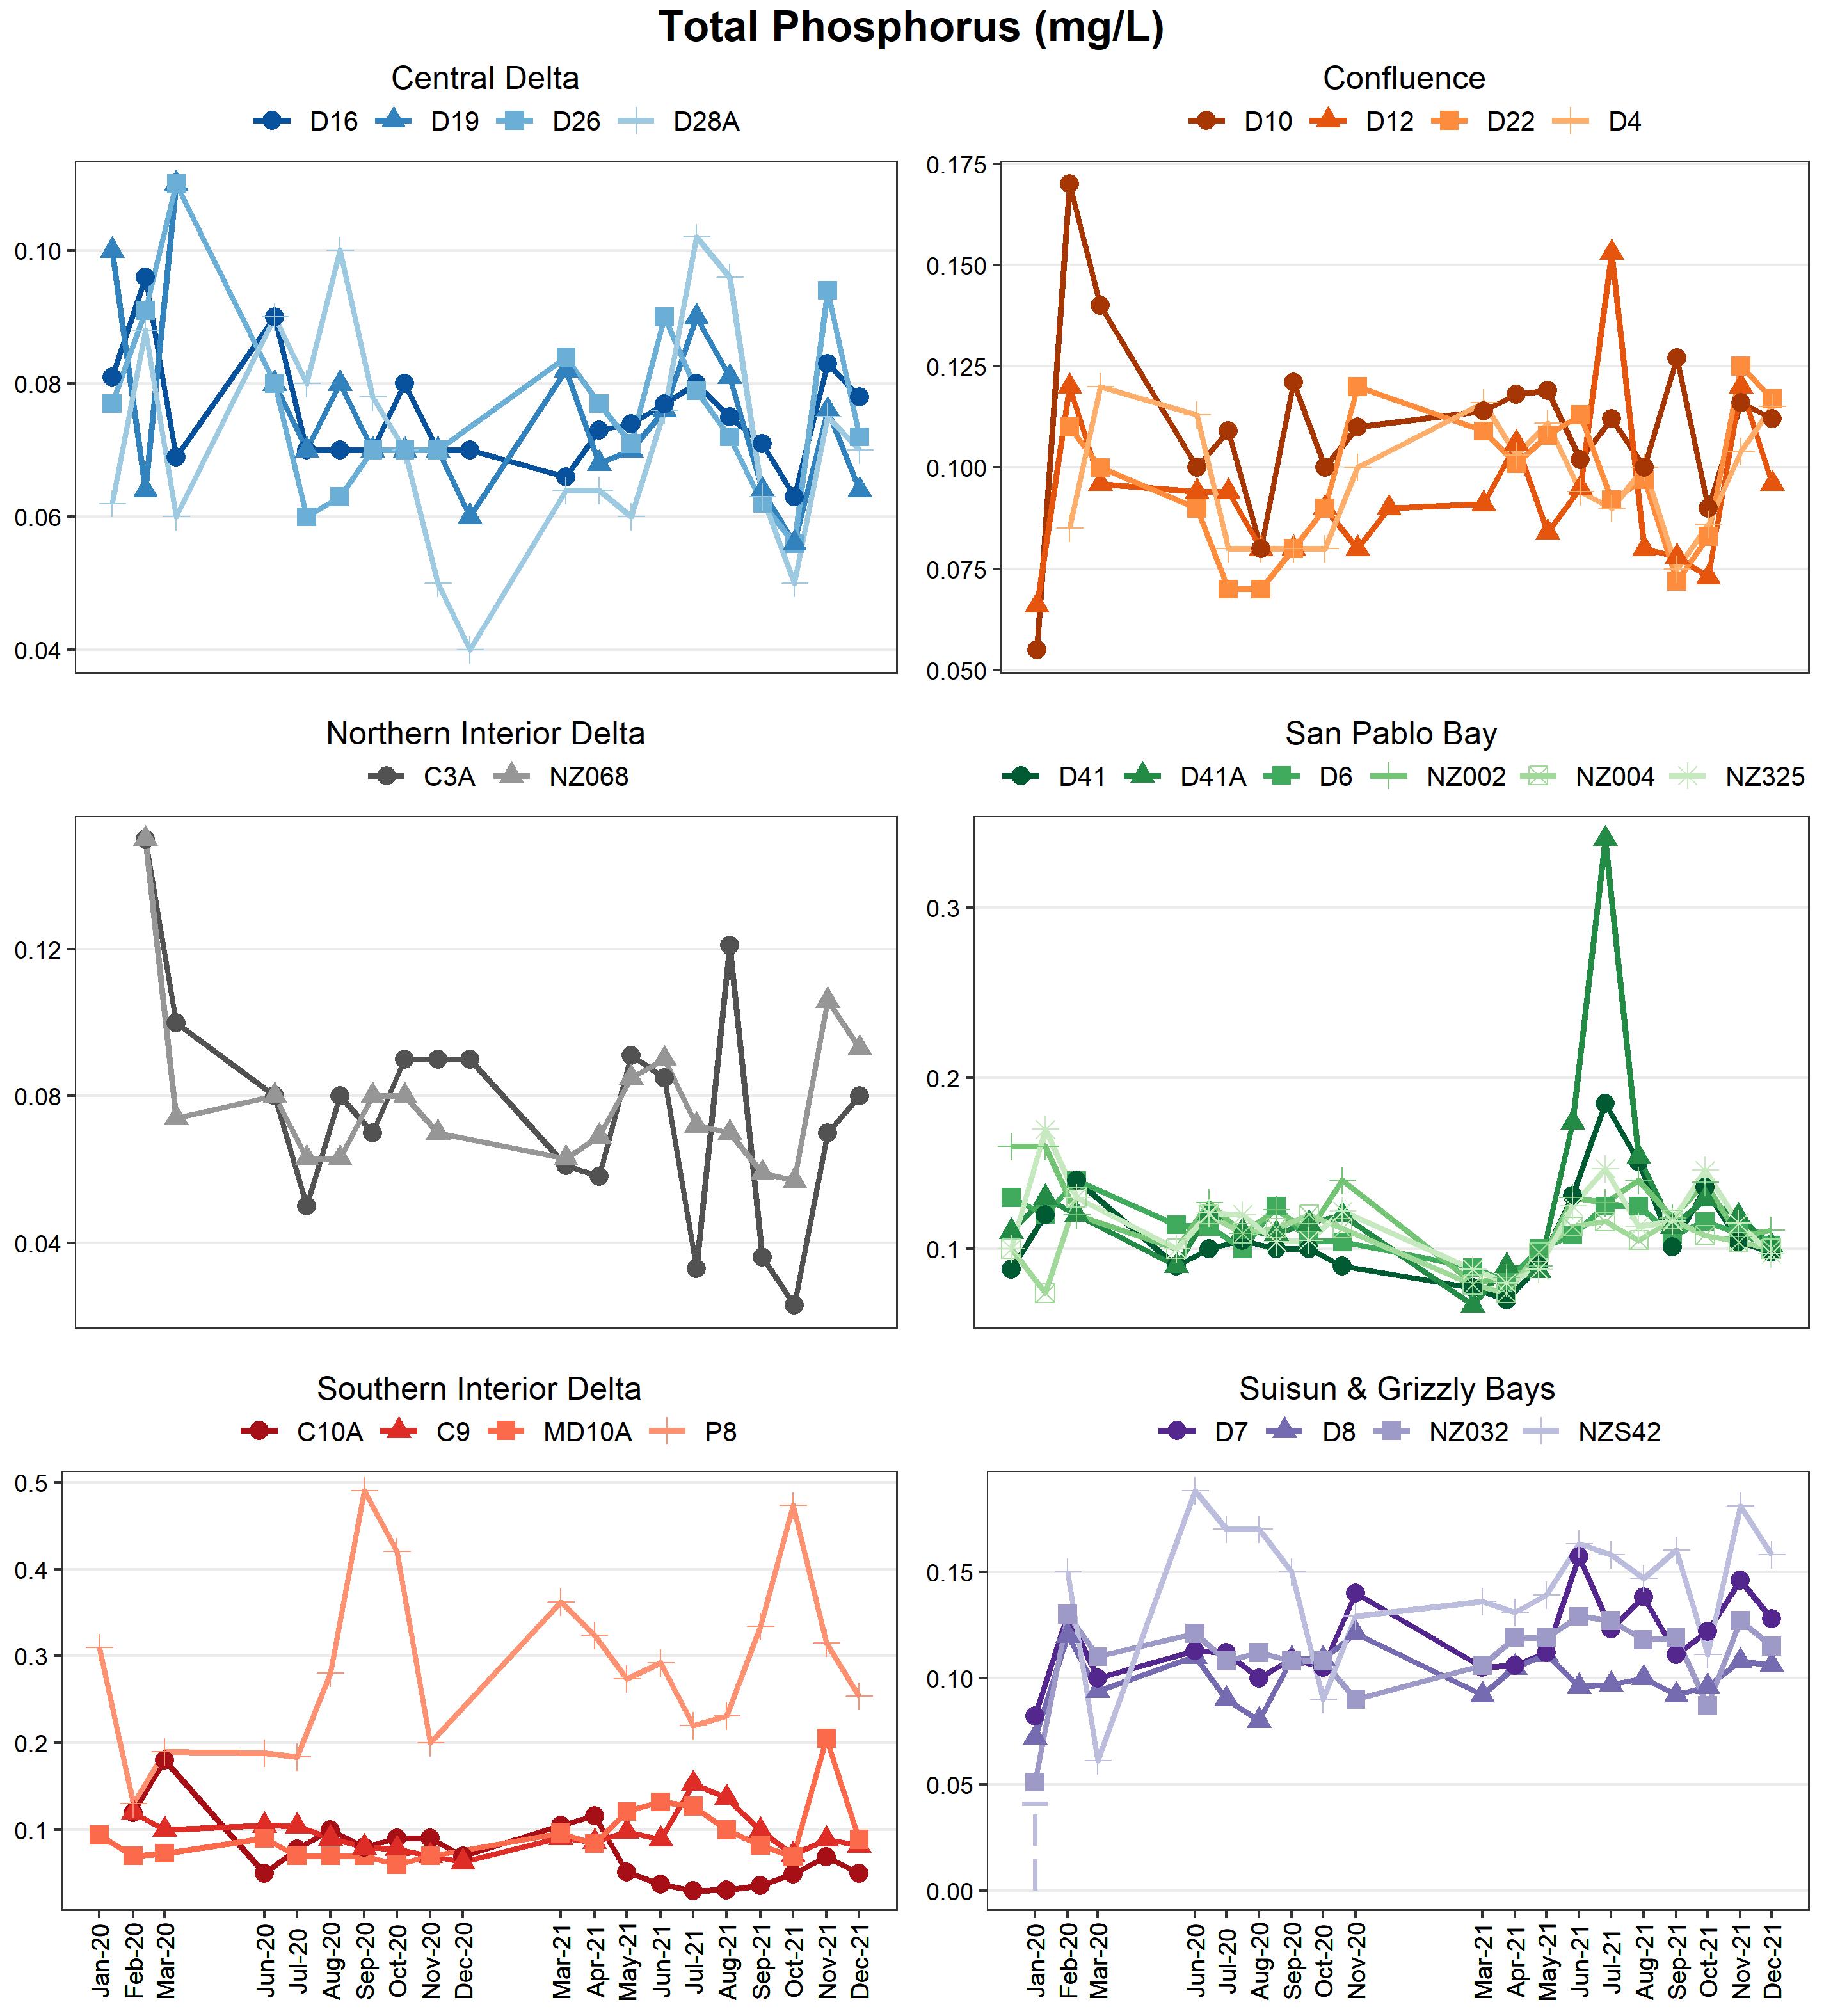 Total Phosphorus (mg/L)
Central Delta
D16 D19 D26 D28A
0.10
0.08
0.06
0.04
Confluence
D10 D12 D22 D4
0.175
0.150
0.125
0.100
0.075
0.050
Northern Interior Delta
C3A NZ068
0.12
0.08
0.04
San Pablo Bay
D41 D41A D6 NZ002 NZ004 NZ325
0.3
0.2
0.1
Southern Interior Delta
C10A C9 MD10A P8
0.5
0.4
0.3
0.2
0.1
Jan-20 Feb-20 Mar-20 Jun-20 Jul-20 Aug-20 Sep-20 Oct-20 Nov-20 Dec-20 Mar-21 Apr-21 May-21 Jun-21 Jul-21 Aug-21 Sep-21 Oct-21 Nov-21 Dec-21
Suisun & Grizzly Bays
D7 D8 NZ032 NZS42
0.15
0.10
0.05
0.00
Jan-20 Feb-20 Mar-20 Jun-20 Jul-20 Aug-20 Sep-20 Oct-20 Nov-20 Mar-21 Apr-21 May-21 Jun-21 Jul-21 Aug-21 Sep-21 Oct-21 Nov-21 Dec-21